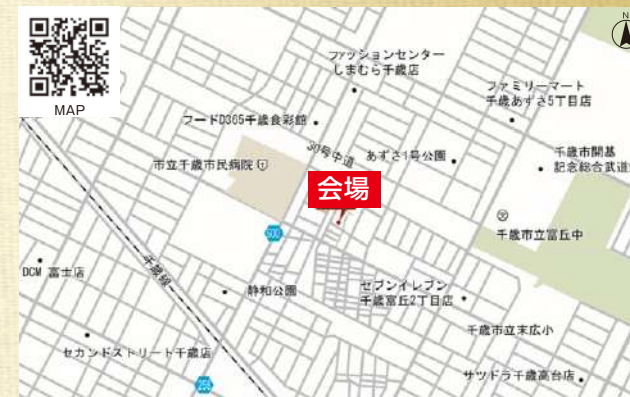 MAP
N
ファッションセンター
しまむら千歳店
ファミリーマート
千歳あずさ5丁目店
フードD365千歳食彩館
30号中道
あずさ1号公園
千歳市開基
記念総合武道
市立千歳市民病院
会場
千歳市立富丘中
600
DCM 富士店
千歳線
静和公園
セブンイレブン
千歳富丘2丁目店
千歳市立末広小
セカンドストリート千歳店
258
サツドラ千歳高台店